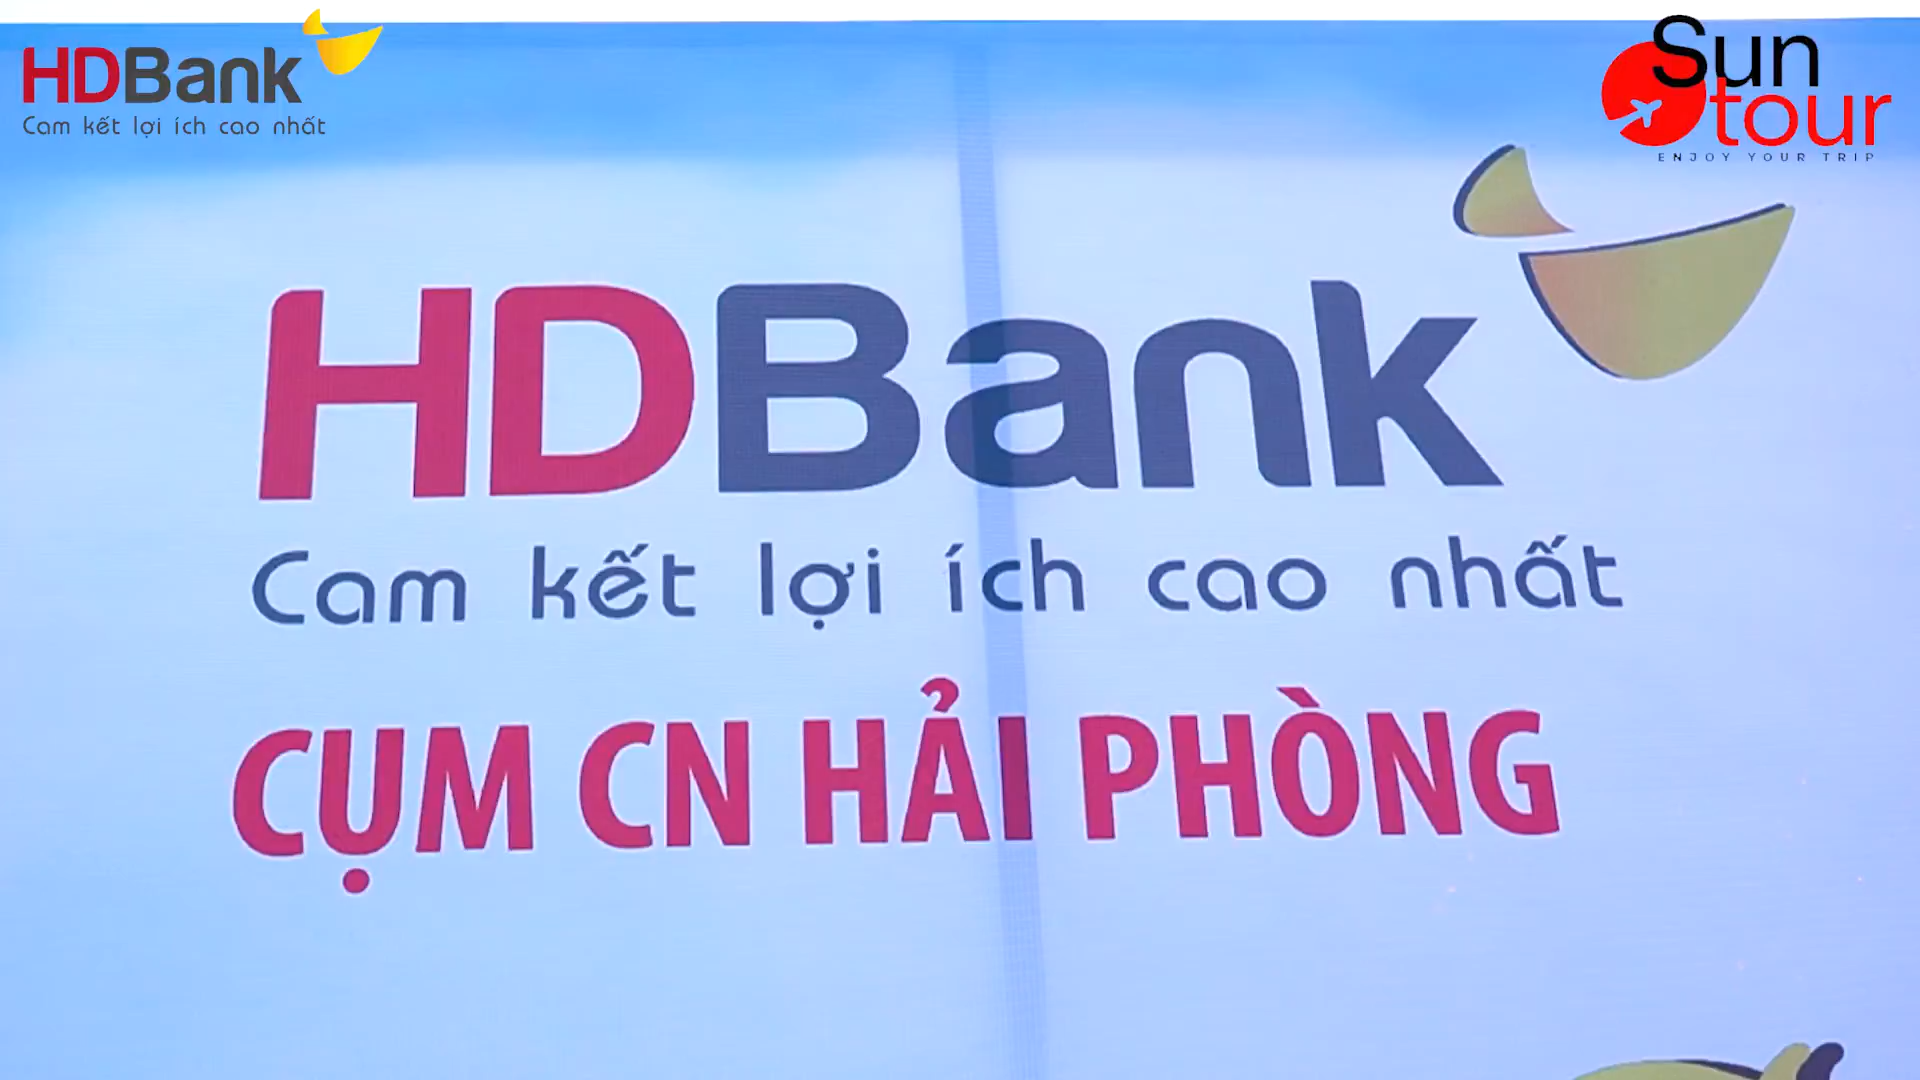 HDBank
Cam kết lợi ích cao nhất
Sun
tour
ENJOY YOUR TRIP
HDBank
Cam kết lợi ích cao nhất
CỤM CN HẢI PHÒNG